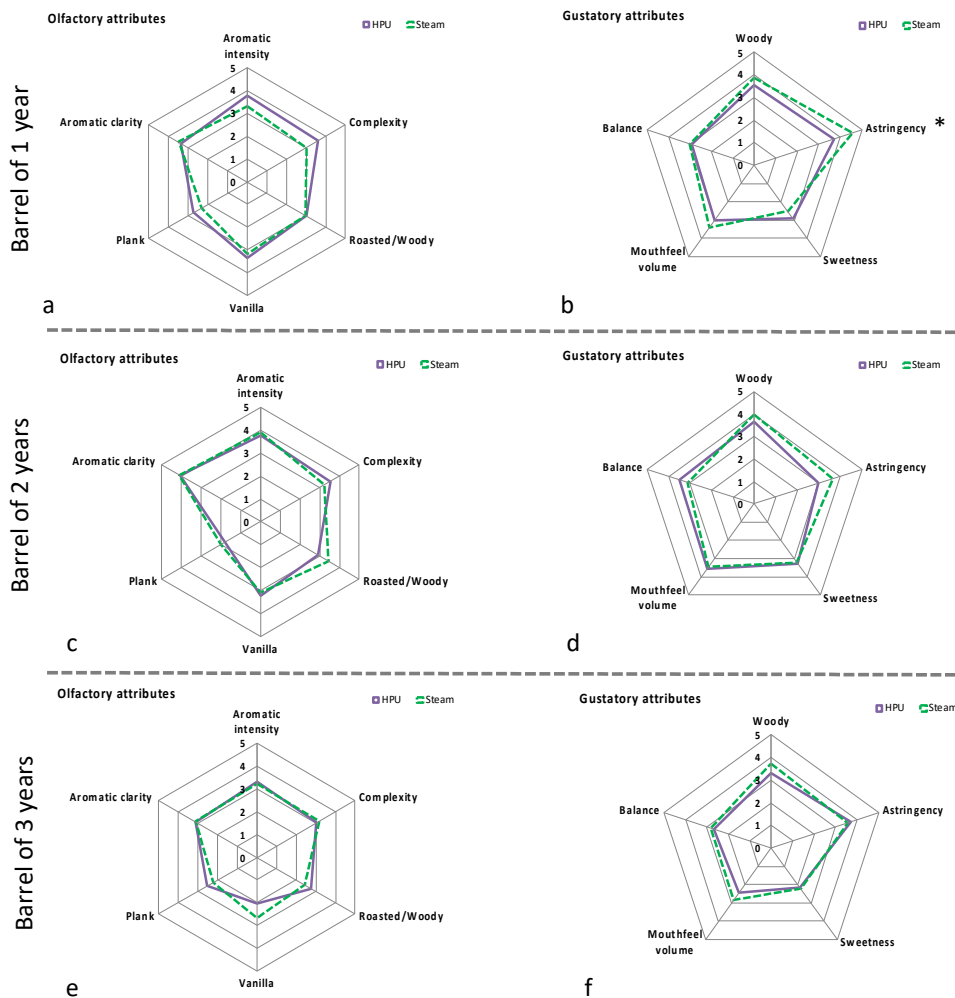 Barrel of 1 year
Olfactory attributes
HPU Steam
Aromatic
intensity
5
4
3
2
1
0
Complexity
Roasted/Woody
Vanilla
Plank
Aromatic clarity
a
Gustatory attributes
HPU Steam
Woody
5
4
3
2
1
0
Astringency *
Sweetness
Mouthfeel
volume
Balance
b
Barrel of 2 years
Olfactory attributes
HPU Steam
Aromatic
intensity
5
4
3
2
1
0
Complexity
Roasted/Woody
Vanilla
Plank
Aromatic clarity
c
Gustatory attributes
HPU Steam
Woody
5
4
3
2
1
0
Astringency
Sweetness
Mouthfeel
volume
Balance
d
Barrel of 3 years
Olfactory attributes
HPU Steam
Aromatic
intensity
5
4
3
2
1
0
Complexity
Roasted/Woody
Vanilla
Plank
Aromatic clarity
e
Gustatory attributes
HPU Steam
Woody
5
4
3
2
1
0
Astringency
Sweetness
Mouthfeel
volume
Balance
f